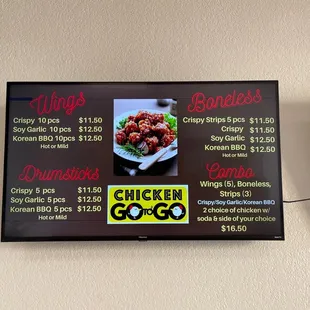 Wings
Crispy 10 pcs $11.50
Soy Garlic 10 pcs $12.50
Korean BBQ 10pcs $12.50
Hot or Mild
Boneless
Crispy Strips 5 pcs $11.50
Crispy $11.50
Soy Garlic $12.50
Korean BBQ $12.50
Hot or Mild
Drumsticks
Crispy 5 pcs $11.50
Soy Garlic 5 pcs $12.50
Korean BBQ 5 pcs $12.50
Hot or Mild
CHICKEN
GO TO GO
Combo
Wings (5), Boneless,
Strips (3)
Crispy/Soy Garlic/Korean BBQ
2 choice of chicken w/
soda & side of your choice
$16.50